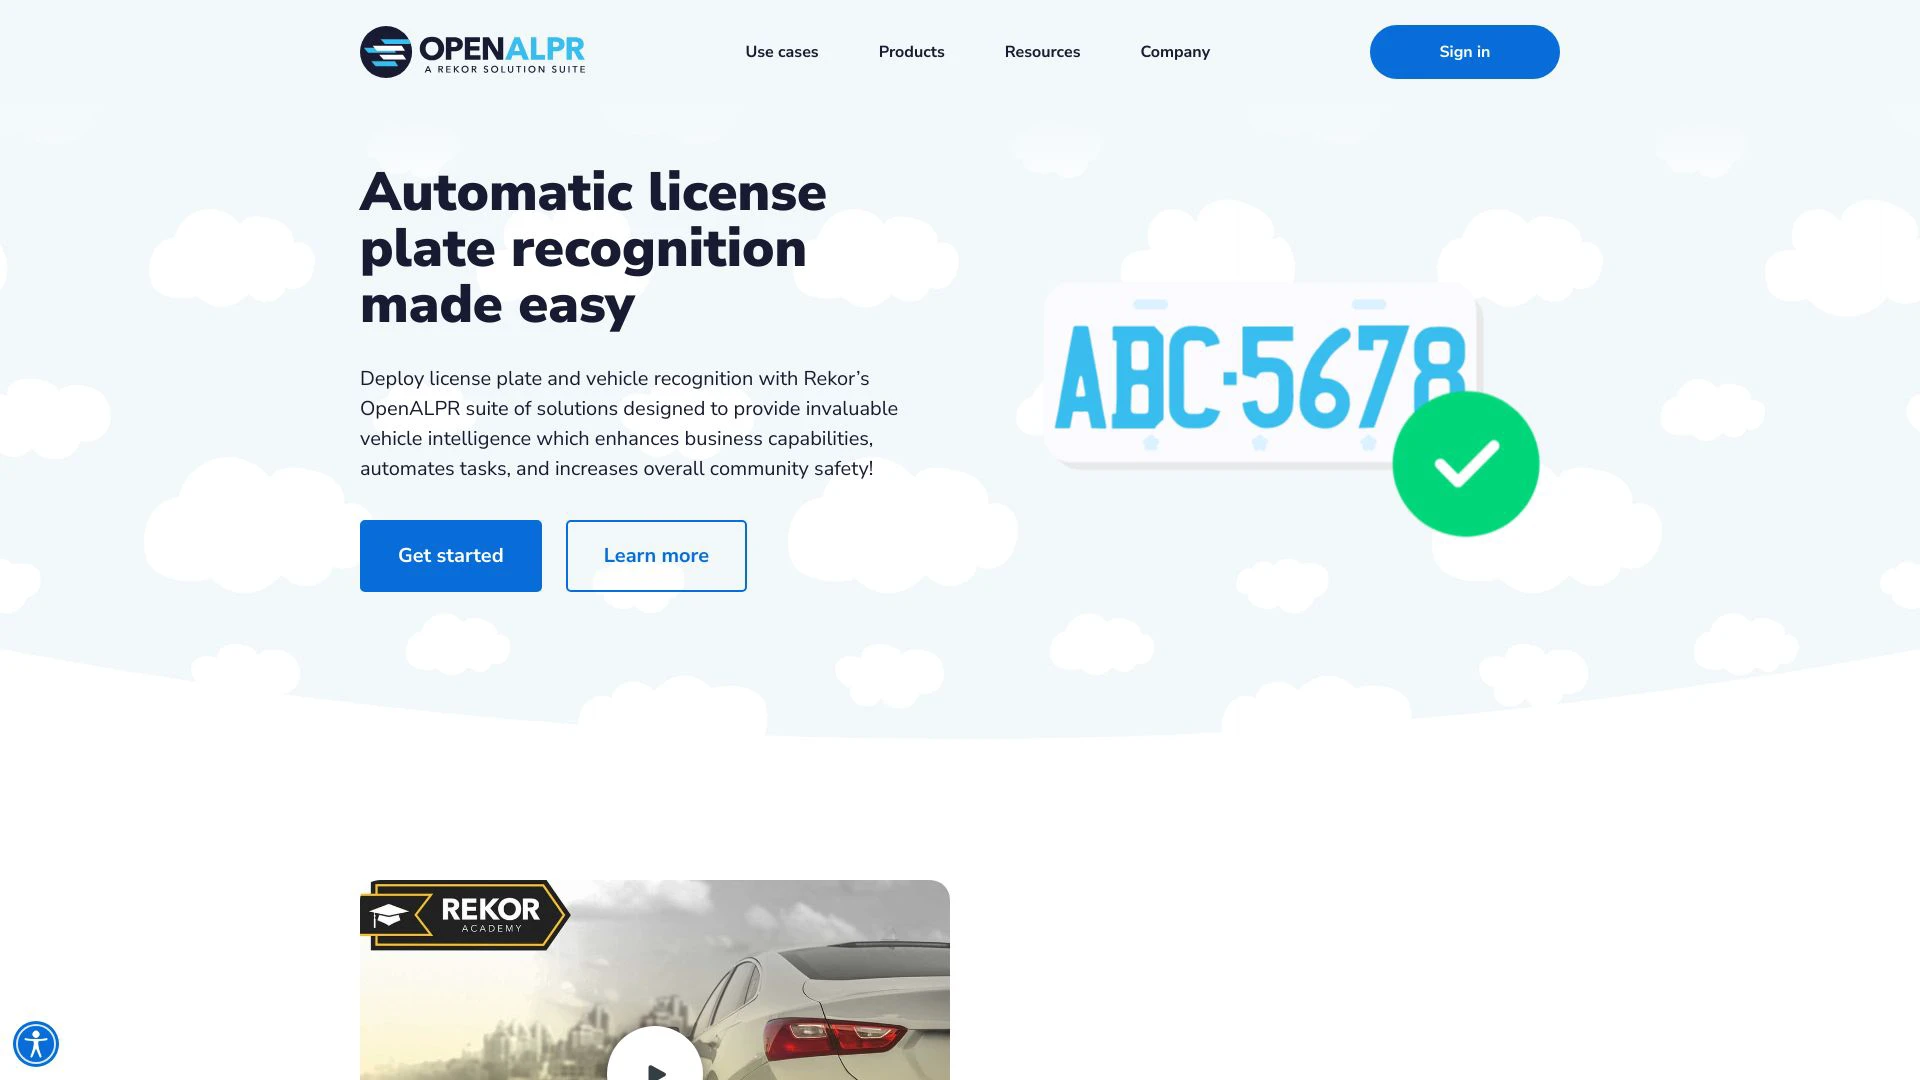 OPENALPR
A REKOR SOLUTION SUITE
Use cases
Products
Resources
Company
Sign in
Automatic license
plate recognition
made easy
Deploy license plate and vehicle recognition with Rekor’s
OpenALPR suite of solutions designed to provide invaluable
vehicle intelligence which enhances business capabilities,
automates tasks, and increases overall community safety!
Get started
Learn more
ABC·5678
REKOR
ACADEMY